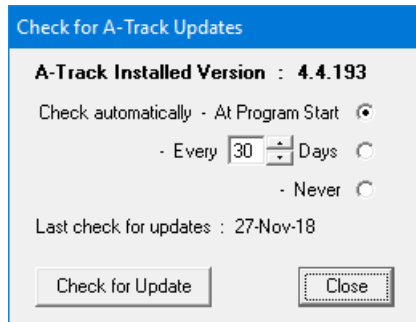 Check for A-Track Updates
A-Track Installed Version : 4.4.193
Check automatically - At Program Start
- Every 30 Days
- Never
Last check for updates : 27-Nov-18
Check for Update Close